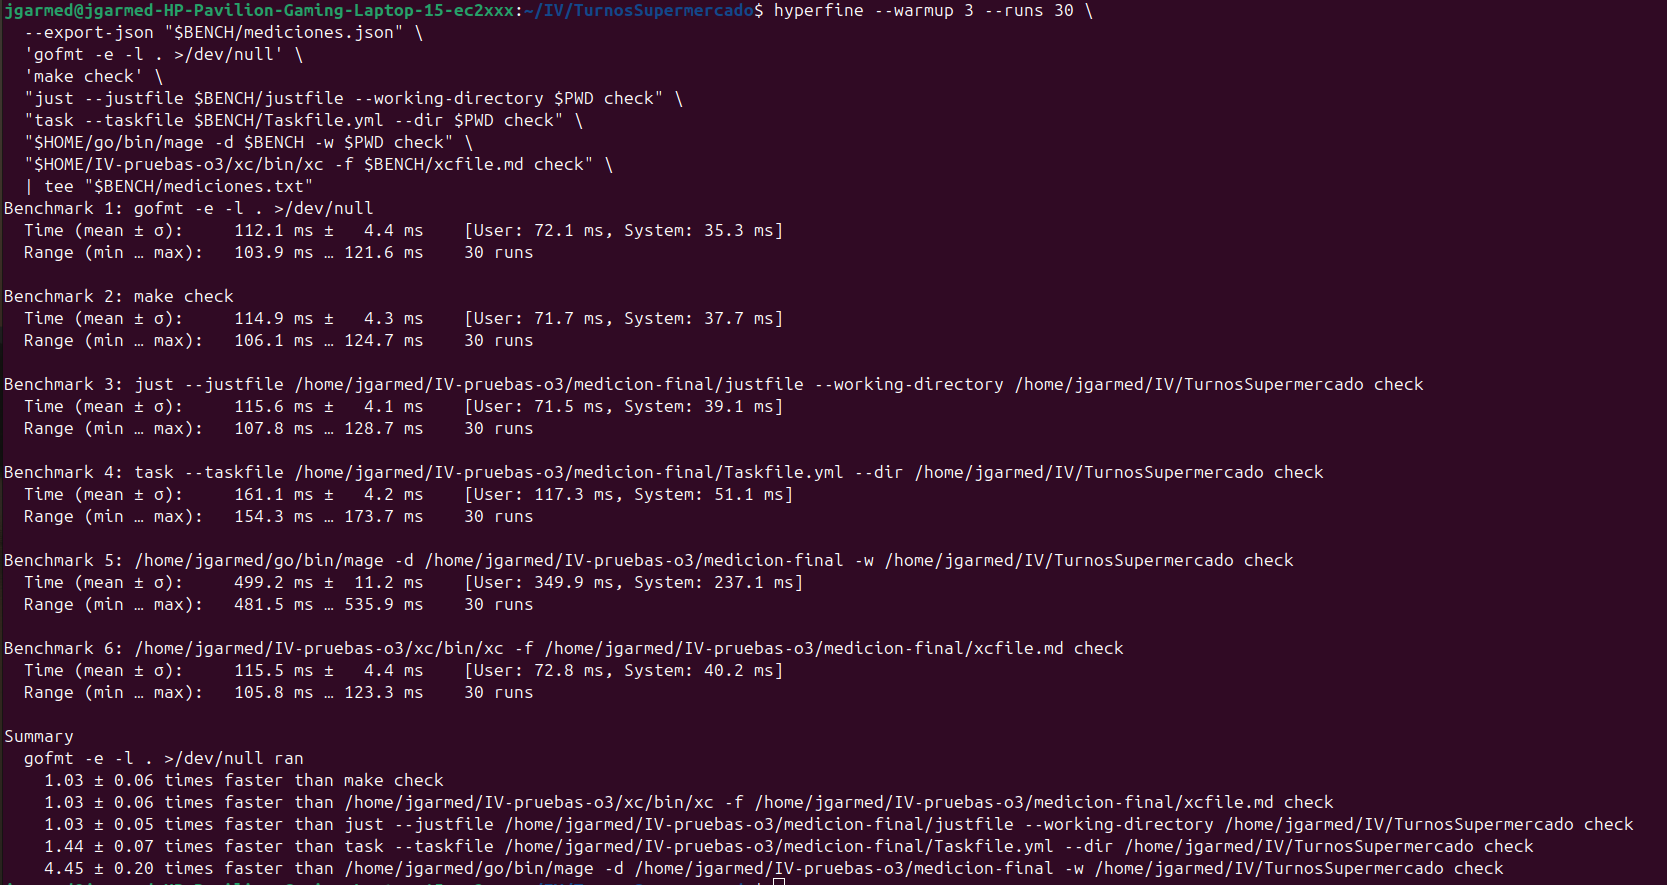 jgarmed@jgarmed-HP-Pavilion-Gaming-Laptop-15-ec2xxx:~/IV/TurnosSupermercado$ hyperfine --warmup 3 --runs 30 \
--export-json "$BENCH/mediciones.json" \
'gofmt -e -l . >/dev/null' \
'make check' \
"just --justfile $BENCH/justfile --working-directory $PWD check" \
"task --taskfile $BENCH/Taskfile.yml --dir $PWD check" \
"$HOME/go/bin/mage -d $BENCH -w $PWD check" \
"$HOME/IV-pruebas-o3/xc/bin/xc -f $BENCH/xcfile.md check" \
| tee "$BENCH/mediciones.txt"
Benchmark 1: gofmt -e -l . >/dev/null
Time (mean ± σ):     112.1 ms ±   4.4 ms    [User: 72.1 ms, System: 35.3 ms]
Range (min … max):   103.9 ms … 121.6 ms    30 runs
Benchmark 2: make check
Time (mean ± σ):     114.9 ms ±   4.3 ms    [User: 71.7 ms, System: 37.7 ms]
Range (min … max):   106.1 ms … 124.7 ms    30 runs
Benchmark 3: just --justfile /home/jgarmed/IV-pruebas-o3/medicion-final/justfile --working-directory /home/jgarmed/IV/TurnosSupermercado check
Time (mean ± σ):     115.6 ms ±   4.1 ms    [User: 71.5 ms, System: 39.1 ms]
Range (min … max):   107.8 ms … 128.7 ms    30 runs
Benchmark 4: task --taskfile /home/jgarmed/IV-pruebas-o3/medicion-final/Taskfile.yml --dir /home/jgarmed/IV/TurnosSupermercado check
Time (mean ± σ):     161.1 ms ±   4.2 ms    [User: 117.3 ms, System: 51.1 ms]
Range (min … max):   154.3 ms … 173.7 ms    30 runs
Benchmark 5: /home/jgarmed/go/bin/mage -d /home/jgarmed/IV-pruebas-o3/medicion-final -w /home/jgarmed/IV/TurnosSupermercado check
Time (mean ± σ):     499.2 ms ±  11.2 ms    [User: 349.9 ms, System: 237.1 ms]
Range (min … max):   481.5 ms … 535.9 ms    30 runs
Benchmark 6: /home/jgarmed/IV-pruebas-o3/xc/bin/xc -f /home/jgarmed/IV-pruebas-o3/medicion-final/xcfile.md check
Time (mean ± σ):     115.5 ms ±   4.4 ms    [User: 72.8 ms, System: 40.2 ms]
Range (min … max):   105.8 ms … 123.3 ms    30 runs
Summary
gofmt -e -l . >/dev/null ran
1.03 ± 0.06 times faster than make check
1.03 ± 0.06 times faster than /home/jgarmed/IV-pruebas-o3/xc/bin/xc -f /home/jgarmed/IV-pruebas-o3/medicion-final/xcfile.md check
1.03 ± 0.05 times faster than just --justfile /home/jgarmed/IV-pruebas-o3/medicion-final/justfile --working-directory /home/jgarmed/IV/TurnosSupermercado check
1.44 ± 0.07 times faster than task --taskfile /home/jgarmed/IV-pruebas-o3/medicion-final/Taskfile.yml --dir /home/jgarmed/IV/TurnosSupermercado check
4.45 ± 0.20 times faster than /home/jgarmed/go/bin/mage -d /home/jgarmed/IV-pruebas-o3/medicion-final -w /home/jgarmed/IV/TurnosSupermercado check